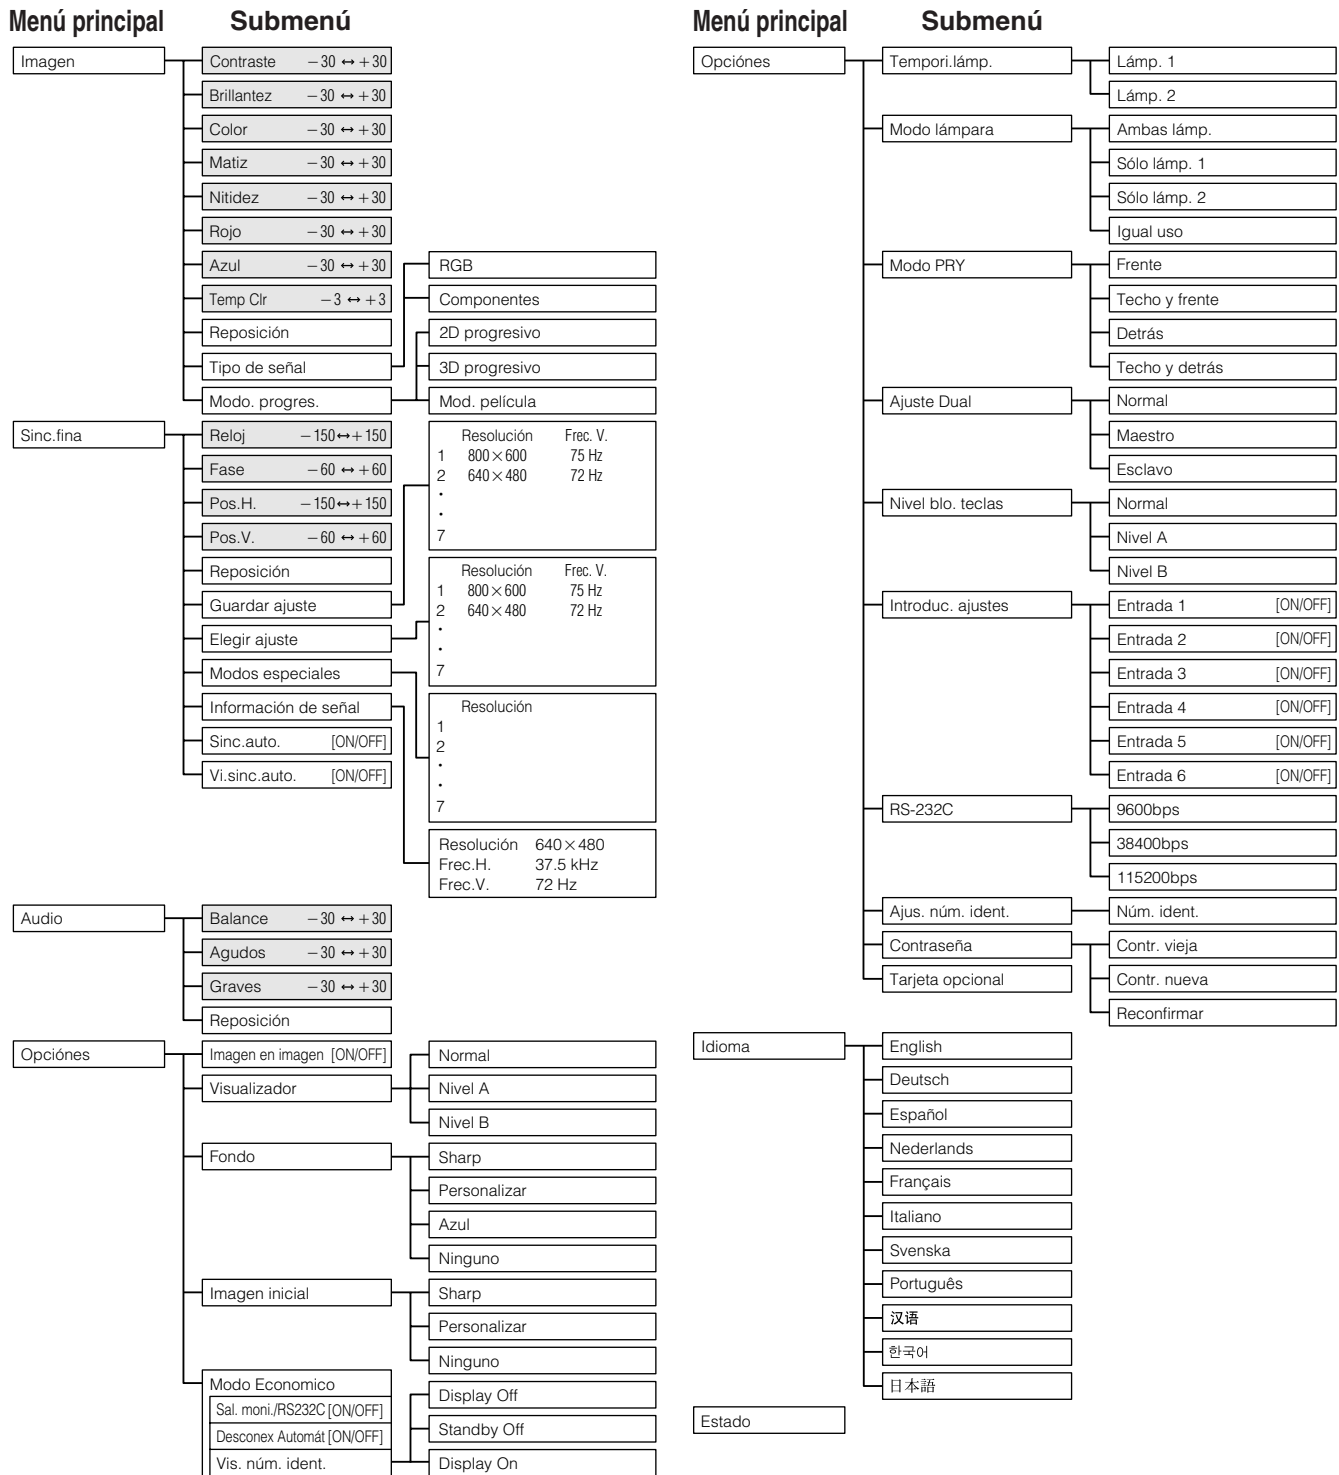 Menú principal Submenú
Imagen
Contraste −30 ↔ +30
Brillantez −30 ↔ +30
Color −30 ↔ +30
Matiz −30 ↔ +30
Nitidez −30 ↔ +30
Rojo −30 ↔ +30
Azul −30 ↔ +30
Temp Clr −3 ↔ +3
Reposición
Tipo de señal
Modo. progres.
RGB
Componentes
2D progresivo
3D progresivo
Mod. película
Sinc.fina
Reloj −150 ↔ +150
Fase −60 ↔ +60
Pos.H. −150 ↔ +150
Pos.V. −60 ↔ +60
Reposición
Guardar ajuste
Elegir ajuste
Modos especiales
Información de señal
Sinc.auto. [ON/OFF]
Vi.sinc.auto. [ON/OFF]
Resolución Frec. V.
1 800×600 75 Hz
2 640×480 72 Hz
·
·
7
Resolución Frec. V.
1 800×600 75 Hz
2 640×480 72 Hz
·
·
7
Resolución
1
2
·
·
7
Resolución 640×480
Frec.H. 37.5 kHz
Frec.V. 72 Hz
Audio
Balance −30 ↔ +30
Agudos −30 ↔ +30
Graves −30 ↔ +30
Reposición
Opciónes
Imagen en imagen [ON/OFF]
Visualizador
Normal
Nivel A
Nivel B
Fondo
Sharp
Personalizar
Azul
Ninguno
Imagen inicial
Sharp
Personalizar
Ninguno
Modo Economico
Sal. moni./RS232C [ON/OFF]
Desconex Automát [ON/OFF]
Vis. núm. ident.
Display Off
Standby Off
Display On
Menú principal Submenú
Opciónes
Tempori.lámp.
Lámp. 1
Lámp. 2
Modo lámpara
Ambas lámp.
Sólo lámp. 1
Sólo lámp. 2
Igual uso
Modo PRY
Frente
Techo y frente
Detrás
Techo y detrás
Ajuste Dual
Normal
Maestro
Esclavo
Nivel blo. teclas
Normal
Nivel A
Nivel B
Introduc. ajustes
Entrada 1 [ON/OFF]
Entrada 2 [ON/OFF]
Entrada 3 [ON/OFF]
Entrada 4 [ON/OFF]
Entrada 5 [ON/OFF]
Entrada 6 [ON/OFF]
RS-232C
9600bps
38400bps
115200bps
Ajus. núm. ident.
Núm. ident.
Contraseña
Contr. vieja
Contr. nueva
Reconfirmar
Tarjeta opcional
Idioma
English
Deutsch
Español
Nederlands
Français
Italiano
Svenska
Português
汉语
한국어
日本語
Estado